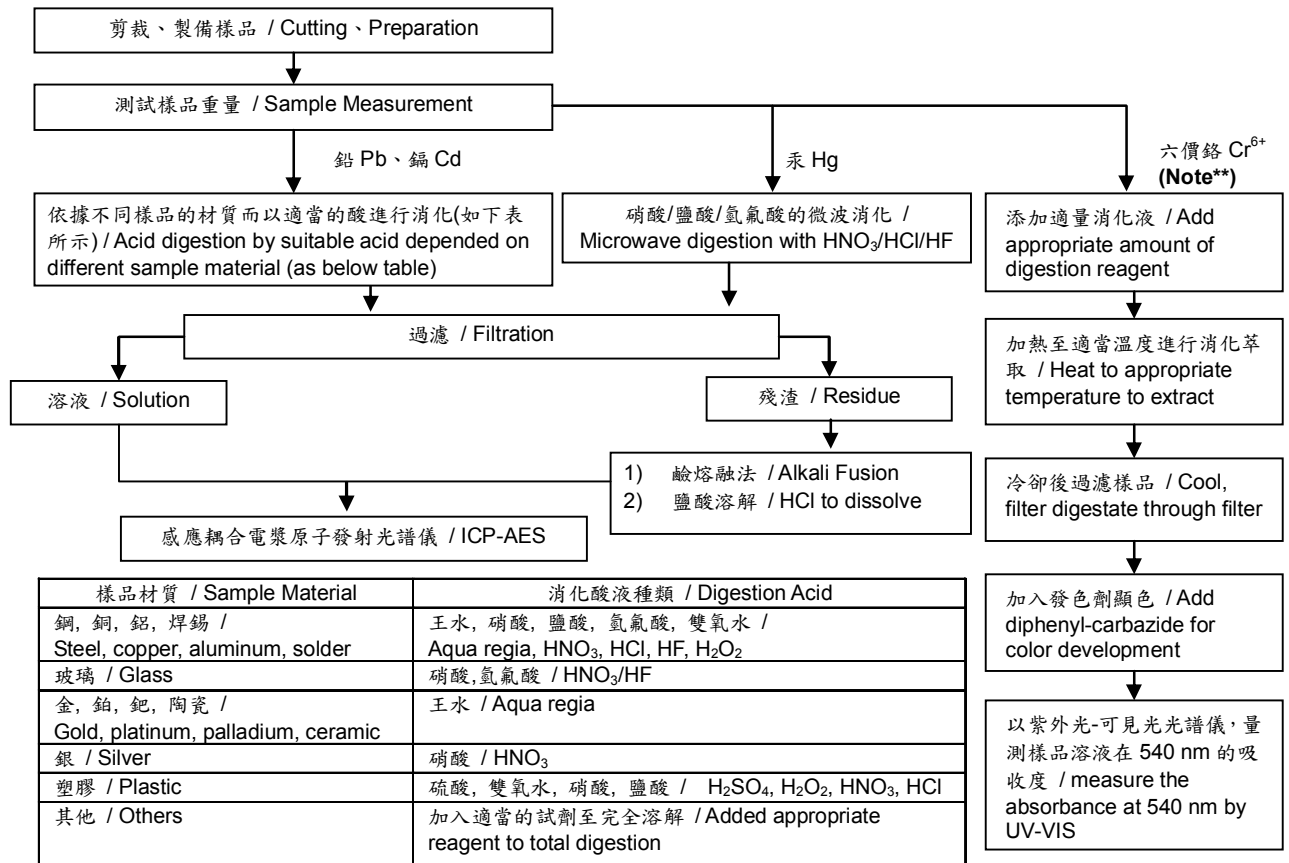 剪裁、製備樣品 / Cutting、Preparation
測試樣品重量 / Sample Measurement
鉛 Pb、鎘 Cd
汞 Hg
六價鉻 Cr⁶⁺
(Note**)
依據不同樣品的材質而以適當的酸進行消化(如下表
所示) / Acid digestion by suitable acid depended on
different sample material (as below table)
硝酸/鹽酸/氫氟酸的微波消化 /
Microwave digestion with HNO₃/HCl/HF
添加適量消化液 / Add
appropriate amount of
digestion reagent
過濾 / Filtration
溶液 / Solution
殘渣 / Residue
加熱至適當溫度進行消化萃
取 / Heat to appropriate
temperature to extract
1) 鹼熔融法 / Alkali Fusion
2) 鹽酸溶解 / HCl to dissolve
冷卻後過濾樣品 / Cool,
filter digestate through filter
感應耦合電漿原子發射光譜儀 / ICP-AES
加入發色劑顯色 / Add
diphenyl-carbazide for
color development
以紫外光-可見光光譜儀,量
測樣品溶液在 540 nm 的吸
收度 / measure the
absorbance at 540 nm by
UV-VIS
樣品材質 / Sample Material
消化酸液種類 / Digestion Acid
鋼, 銅, 鋁, 焊錫 /
Steel, copper, aluminum, solder
王水, 硝酸, 鹽酸, 氫氟酸, 雙氧水 /
Aqua regia, HNO₃, HCl, HF, H₂O₂
玻璃 / Glass
硝酸,氫氟酸 / HNO₃/HF
金, 鉑, 鈀, 陶瓷 /
Gold, platinum, palladium, ceramic
王水 / Aqua regia
銀 / Silver
硝酸 / HNO₃
塑膠 / Plastic
硫酸, 雙氧水, 硝酸, 鹽酸 / H₂SO₄, H₂O₂, HNO₃, HCl
其他 / Others
加入適當的試劑至完全溶解 / Added appropriate
reagent to total digestion